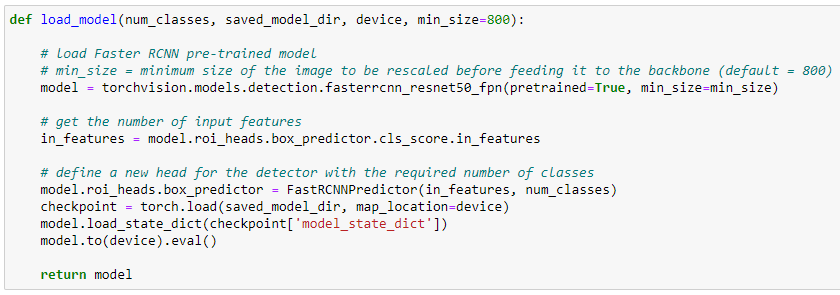 def load_model(num_classes, saved_model_dir, device, min_size=800):
# load Faster RCNN pre-trained model
# min_size = minimum size of the image to be rescaled before feeding it to the backbone (default = 800)
model = torchvision.models.detection.fasterrcnn_resnet50_fpn(pretrained=True, min_size=min_size)
# get the number of input features
in_features = model.roi_heads.box_predictor.cls_score.in_features
# define a new head for the detector with the required number of classes
model.roi_heads.box_predictor = FastRCNNPredictor(in_features, num_classes)
checkpoint = torch.load(saved_model_dir, map_location=device)
model.load_state_dict(checkpoint['model_state_dict'])
model.to(device).eval()
return model